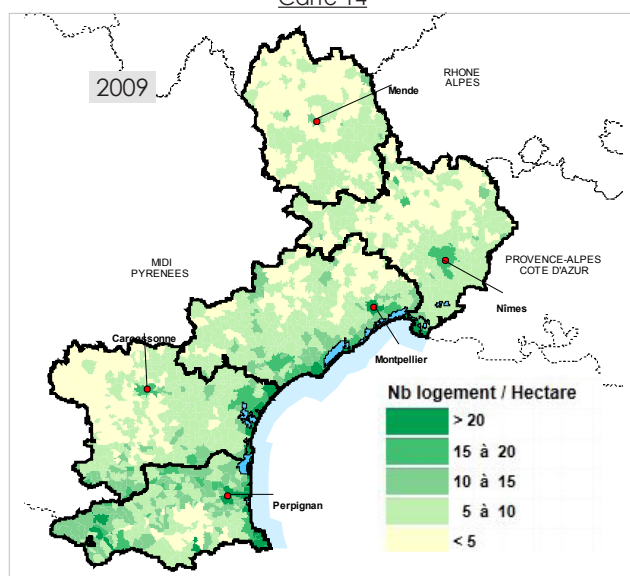 Carte 14
2009
RHONE
ALPES
Mende
MIDI
PYRENEES
PROVENCE-ALPES
COTE D'AZUR
Nîmes
Carcassonne
Montpellier
Nb logement / Hectare
> 20
15 à 20
10 à 15
5 à 10
< 5
Perpignan